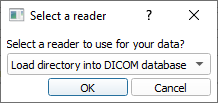 Select a reader
Select a reader to use for your data?
Load directory into DICOM database
OK Cancel